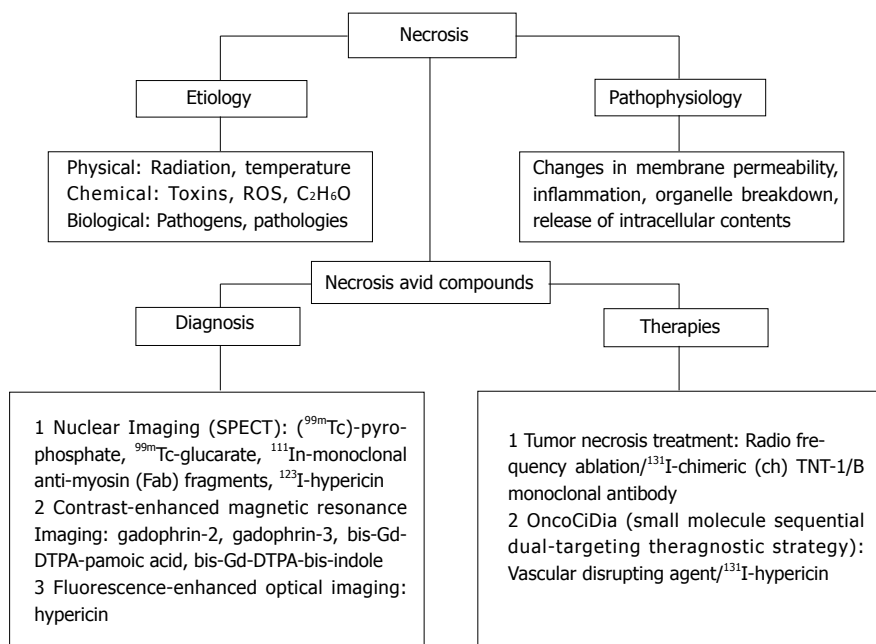 Necrosis
Etiology
Pathophysiology
Physical: Radiation, temperature
Chemical: Toxins, ROS, C₂H₆O
Biological: Pathogens, pathologies
Changes in membrane permeability,
inflammation, organelle breakdown,
release of intracellular contents
Necrosis avid compounds
Diagnosis
Therapies
1 Nuclear Imaging (SPECT): (⁹⁹ᵐTc)-pyro-
phosphate, ⁹⁹ᵐTc-glucarate, ¹¹¹In-monoclonal
anti-myosin (Fab) fragments, ¹²³I-hypericin
2 Contrast-enhanced magnetic resonance
Imaging: gadophrin-2, gadophrin-3, bis-Gd-
DTPA-pamoic acid, bis-Gd-DTPA-bis-indole
3 Fluorescence-enhanced optical imaging:
hypericin
1 Tumor necrosis treatment: Radio fre-
quency ablation/¹³¹I-chimeric (ch) TNT-1/B
monoclonal antibody
2 OncoCiDia (small molecule sequential
dual-targeting theragnostic strategy):
Vascular disrupting agent/¹³¹I-hypericin